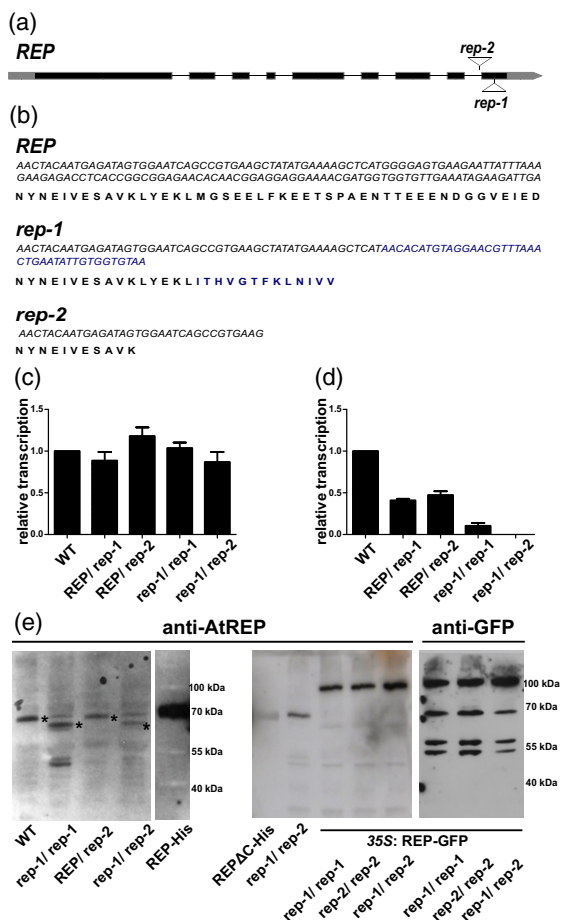 (a)
REP
rep-2
rep-1
(b)
REP
AACTACAATGAGATAGTGGAATCAGCCGTGAAGCTATATGAAAAGCTCATGGGGAGTGAAGAATTATTTAAA
GAAGAGACCTCACCGGCGGAGAACACAACGGAGGAGGAAAACGATGGTGGTGTTGAAATAGAAGATTGA
N Y N E I V E S A V K L Y E K L M G S E E L F K E E T S P A E N T T E E E N D G G V E I E D
rep-1
AACTACAATGAGATAGTGGAATCAGCCGTGAAGCTATATGAAAAGCTCATAACACATGTAGGAACGTTTAAA
CTGAATATTGTGGTGTAA
N Y N E I V E S A V K L Y E K L I T H V G T F K L N I V V
rep-2
AACTACAATGAGATAGTGGAATCAGCCGTGAAG
N Y N E I V E S A V K
(c)
(d)
relative transcription
1.5
1.0
0.5
0.0
WT
REP/ rep-1
REP/ rep-2
rep-1/ rep-1
rep-1/ rep-2
relative transcription
1.5
1.0
0.5
0.0
WT
REP/ rep-1
REP/ rep-2
rep-1/ rep-1
rep-1/ rep-2
(e)
anti-AtREP
anti-GFP
* * * *
100 kDa
70 kDa
55 kDa
40 kDa
100 kDa
70 kDa
55 kDa
40 kDa
WT
rep-1/ rep-1
REP/ rep-2
rep-1/ rep-2
REP-His
REPΔC-His
rep-1/ rep-2
35S: REP-GFP
rep-1/ rep-1
rep-2/ rep-2
rep-1/ rep-2
rep-1/ rep-1
rep-2/ rep-2
rep-1/ rep-2